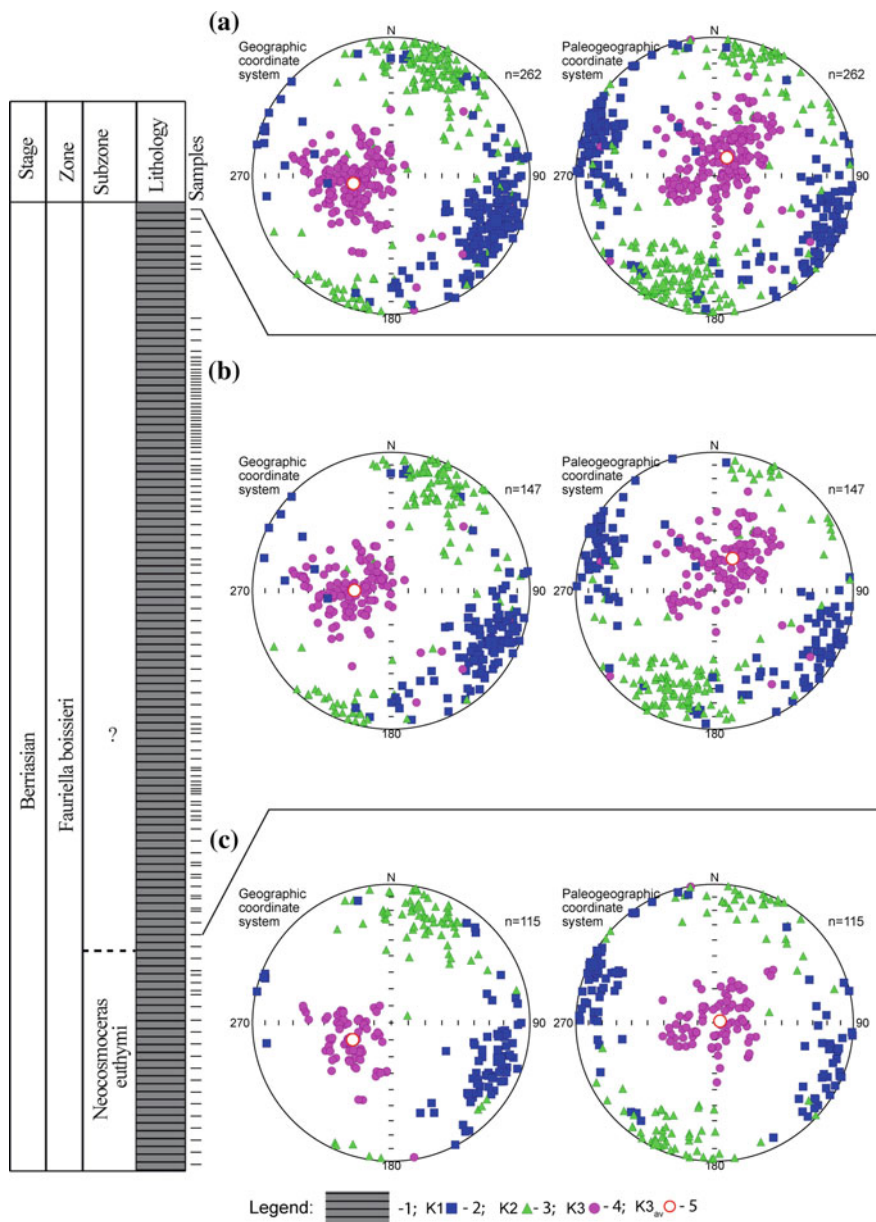 (a)
Geographic
coordinate
system
N
n=262
270
90
180
Paleogeographic
coordinate
system
N
n=262
270
90
180
Stage
Zone
Subzone
Lithology
Samples
Berriasian
Fauriella boissieri
?
Neocosmoceras
euthymi
(b)
Geographic
coordinate
system
N
n=147
270
90
180
Paleogeographic
coordinate
system
N
n=147
270
90
180
(c)
Geographic
coordinate
system
N
n=115
270
90
180
Paleogeographic
coordinate
system
N
n=115
270
90
180
Legend: -1; K1 - 2; K2 - 3; K3 - 4; K3av - 5